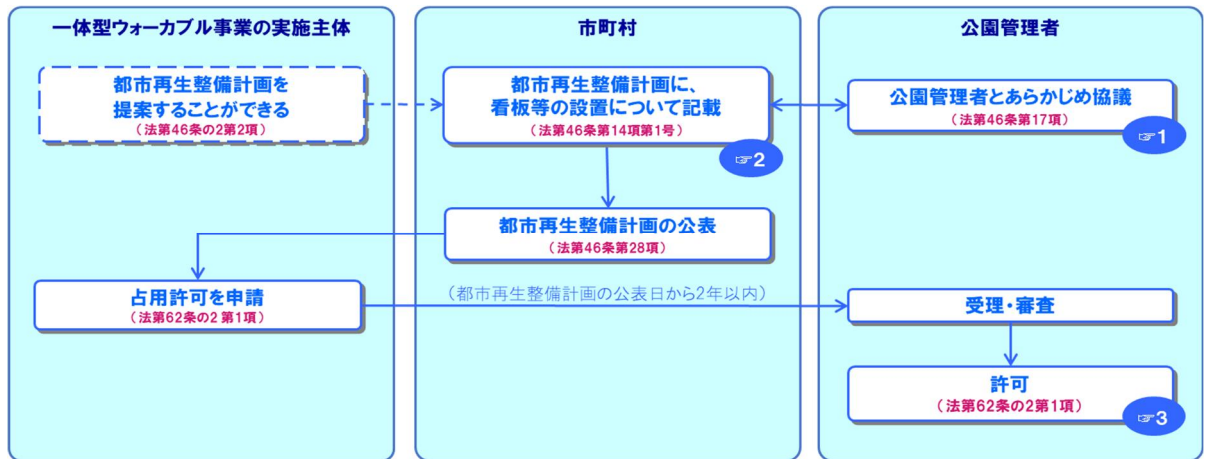 一体型ウォーカブル事業の実施主体
都市再生整備計画を
提案することができる
（法第46条の2第2項）
占用許可を申請
（法第62条の2 第1項）
市町村
都市再生整備計画に、
看板等の設置について記載
（法第46条第14項第1号）
☞2
都市再生整備計画の公表
（法第46条第28項）
（都市再生整備計画の公表日から2年以内）
公園管理者
公園管理者とあらかじめ協議
（法第46条第17項）
☞1
受理・審査
許可
（法第62条の2第1項）
☞3